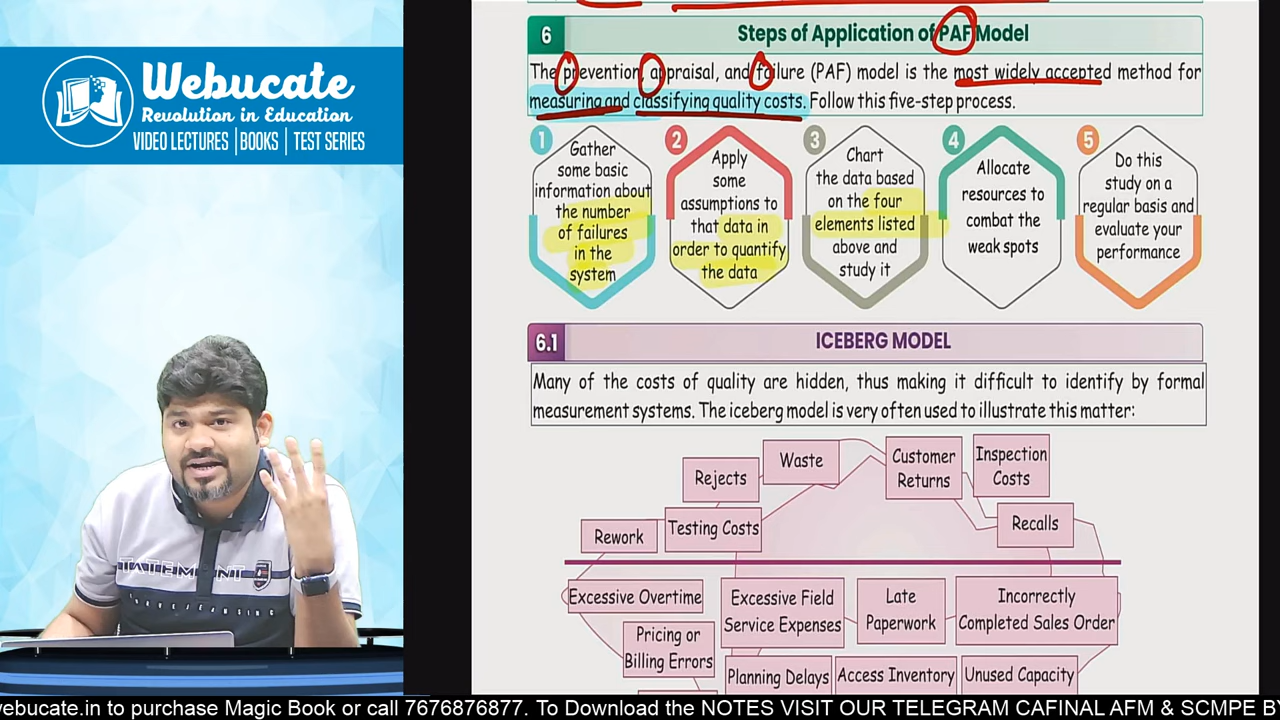 Webucate
Revolution in Education
VIDEO LECTURES | BOOKS | TEST SERIES
6 Steps of Application of PAF Model
The prevention, appraisal, and failure (PAF) model is the most widely accepted method for
measuring and classifying quality costs. Follow this five-step process.
1
Gather
some basic
information about
the number
of failures
in the
system
2
Apply
some
assumptions to
that data in
order to quantify
the data
3
Chart
the data based
on the four
elements listed
above and
study it
4
Allocate
resources to
combat the
weak spots
5
Do this
study on a
regular basis and
evaluate your
performance
6.1 ICEBERG MODEL
Many of the costs of quality are hidden, thus making it difficult to identify by formal
measurement systems. The iceberg model is very often used to illustrate this matter:
Rework
Testing Costs
Rejects
Waste
Customer
Returns
Inspection
Costs
Recalls
Excessive Overtime
Excessive Field
Service Expenses
Late
Paperwork
Incorrectly
Completed Sales Order
Pricing or
Billing Errors
Planning Delays
Access Inventory
Unused Capacity
TATEM NT
vebucate.in to purchase Magic Book or call 7676876877. To Download the NOTES VISIT OUR TELEGRAM CAFINAL AFM & SCMPE B